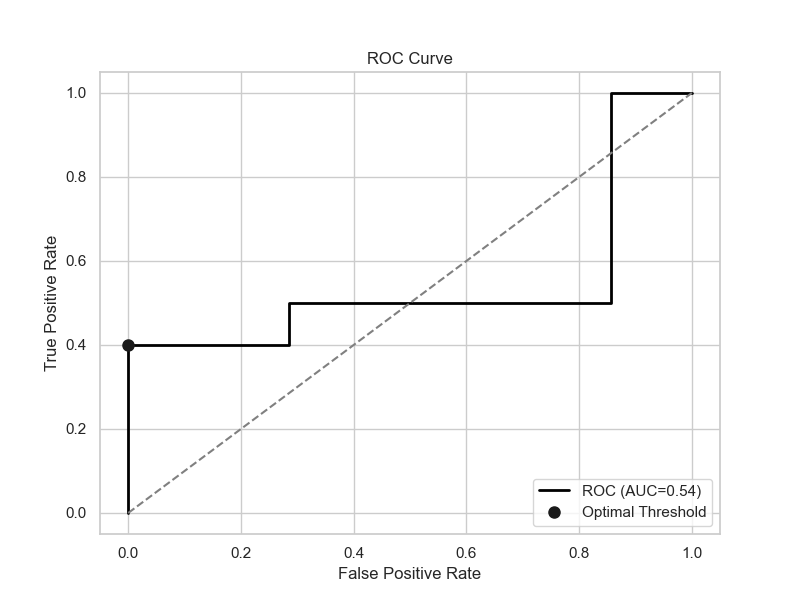 ROC Curve
True Positive Rate
1.0
0.8
0.6
0.4
0.2
0.0
0.0 0.2 0.4 0.6 0.8 1.0
False Positive Rate
ROC (AUC=0.54)
Optimal Threshold